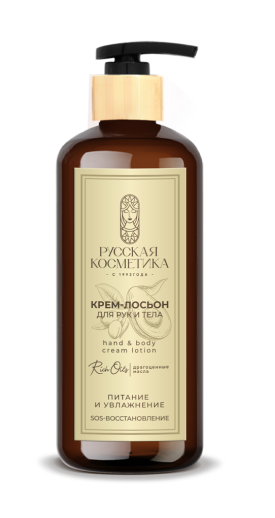 РУССКАЯ
КОСМЕТИКА
- С 1995 ГОДА -
КРЕМ-ЛОСЬОН
ДЛЯ РУК И ТЕЛА
hand & body
cream lotion
Rich Oils | драгоценные
масла
ПИТАНИЕ
И УВЛАЖНЕНИЕ
SOS-ВОССТАНОВЛЕНИЕ